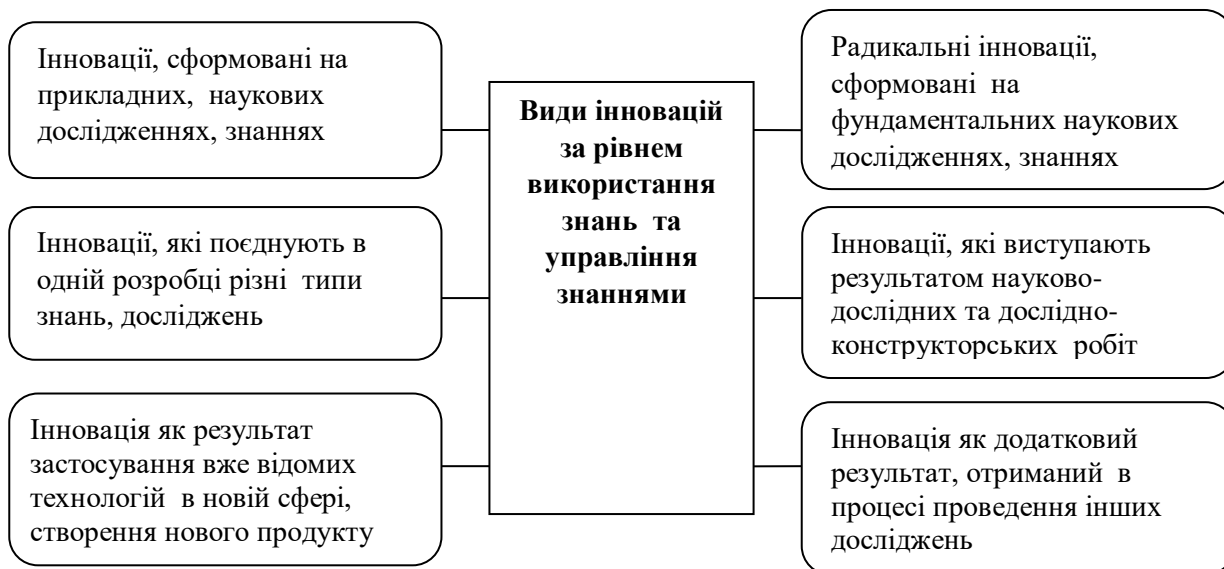 Інновації, сформовані на
прикладних, наукових
дослідженнях, знаннях
Інновації, які поєднують в
одній розробці різні типи
знань, досліджень
Інновація як результат
застосування вже відомих
технологій в новій сфері,
створення нового продукту
Види інновацій
за рівнем
використання
знань та
управління
знаннями
Радикальні інновації,
сформовані на
фундаментальних наукових
дослідженнях, знаннях
Інновації, які виступають
результатом науково-
дослідних та дослідно-
конструкторських робіт
Інновація як додатковий
результат, отриманий в
процесі проведення інших
досліджень